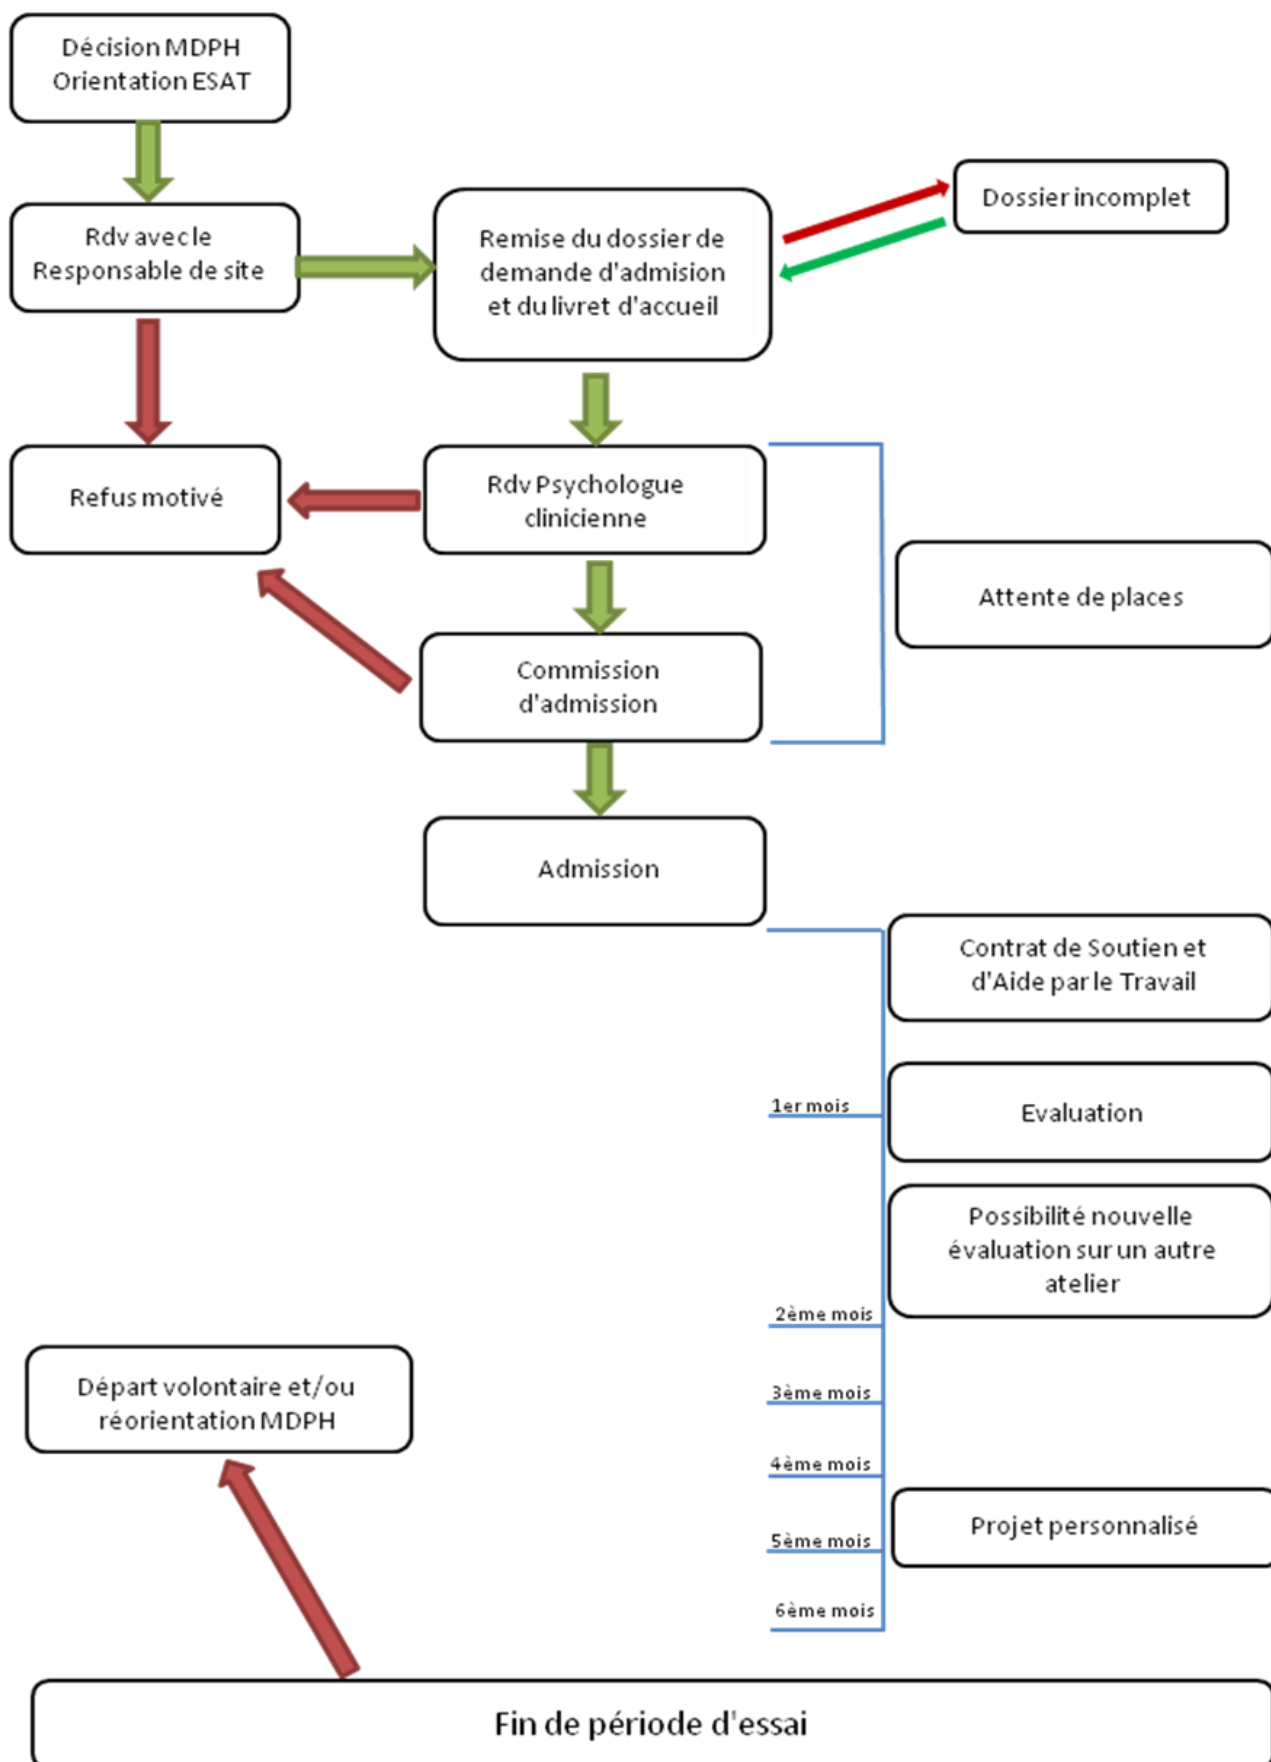 Décision MDPH
Orientation ESAT
Rdv avec le
Responsable de site
Remise du dossier de
demande d'admision
et du livret d'accueil
Dossier incomplet
Refus motivé
Rdv Psychologue
clinicienne
Attente de places
Commission
d'admission
Admission
Contrat de Soutien et
d'Aide par le Travail
1er mois
Evaluation
Possibilité nouvelle
évaluation sur un autre
atelier
2ème mois
Départ volontaire et/ou
réorientation MDPH
3ème mois
4ème mois
Projet personnalisé
5ème mois
6ème mois
Fin de période d'essai